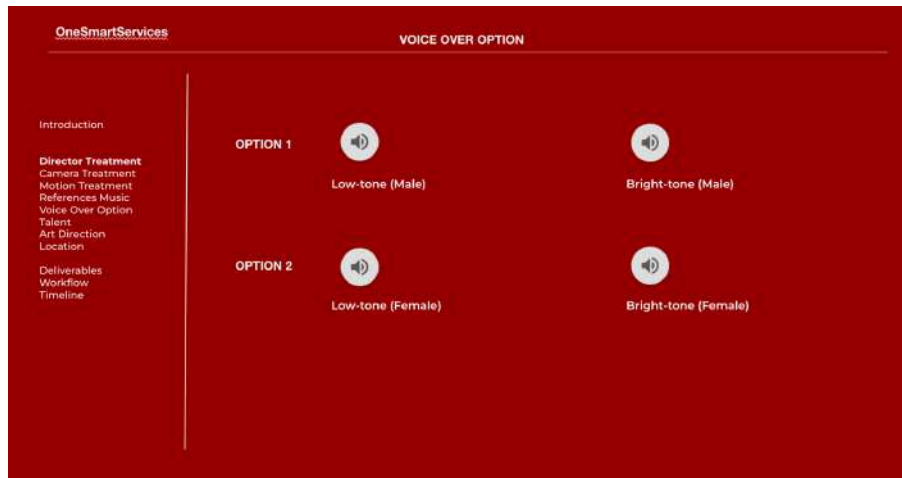 OneSmartServices
VOICE OVER OPTION
Introduction
Director Treatment
Camera Treatment
Motion Treatment
References Music
Voice Over Option
Talent
Art Direction
Location
Deliverables
Workflow
Timeline
OPTION 1
Low-tone (Male)
Bright-tone (Male)
OPTION 2
Low-tone (Female)
Bright-tone (Female)